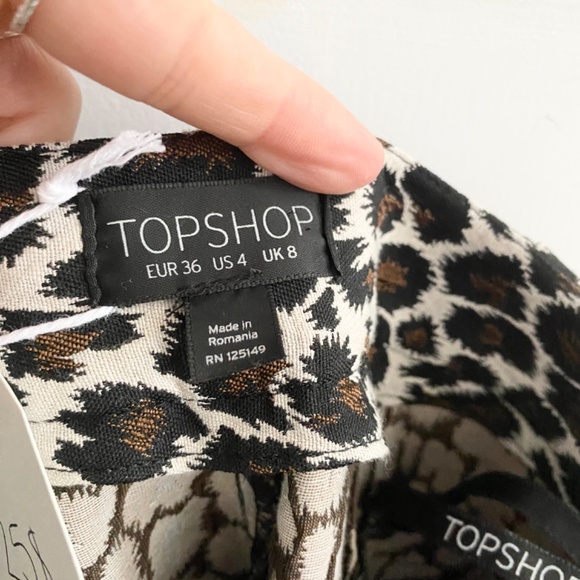 TOPSHOP
EUR 36 US 4 UK 8
Made in
Romania
RN 125149
TOPSHOP